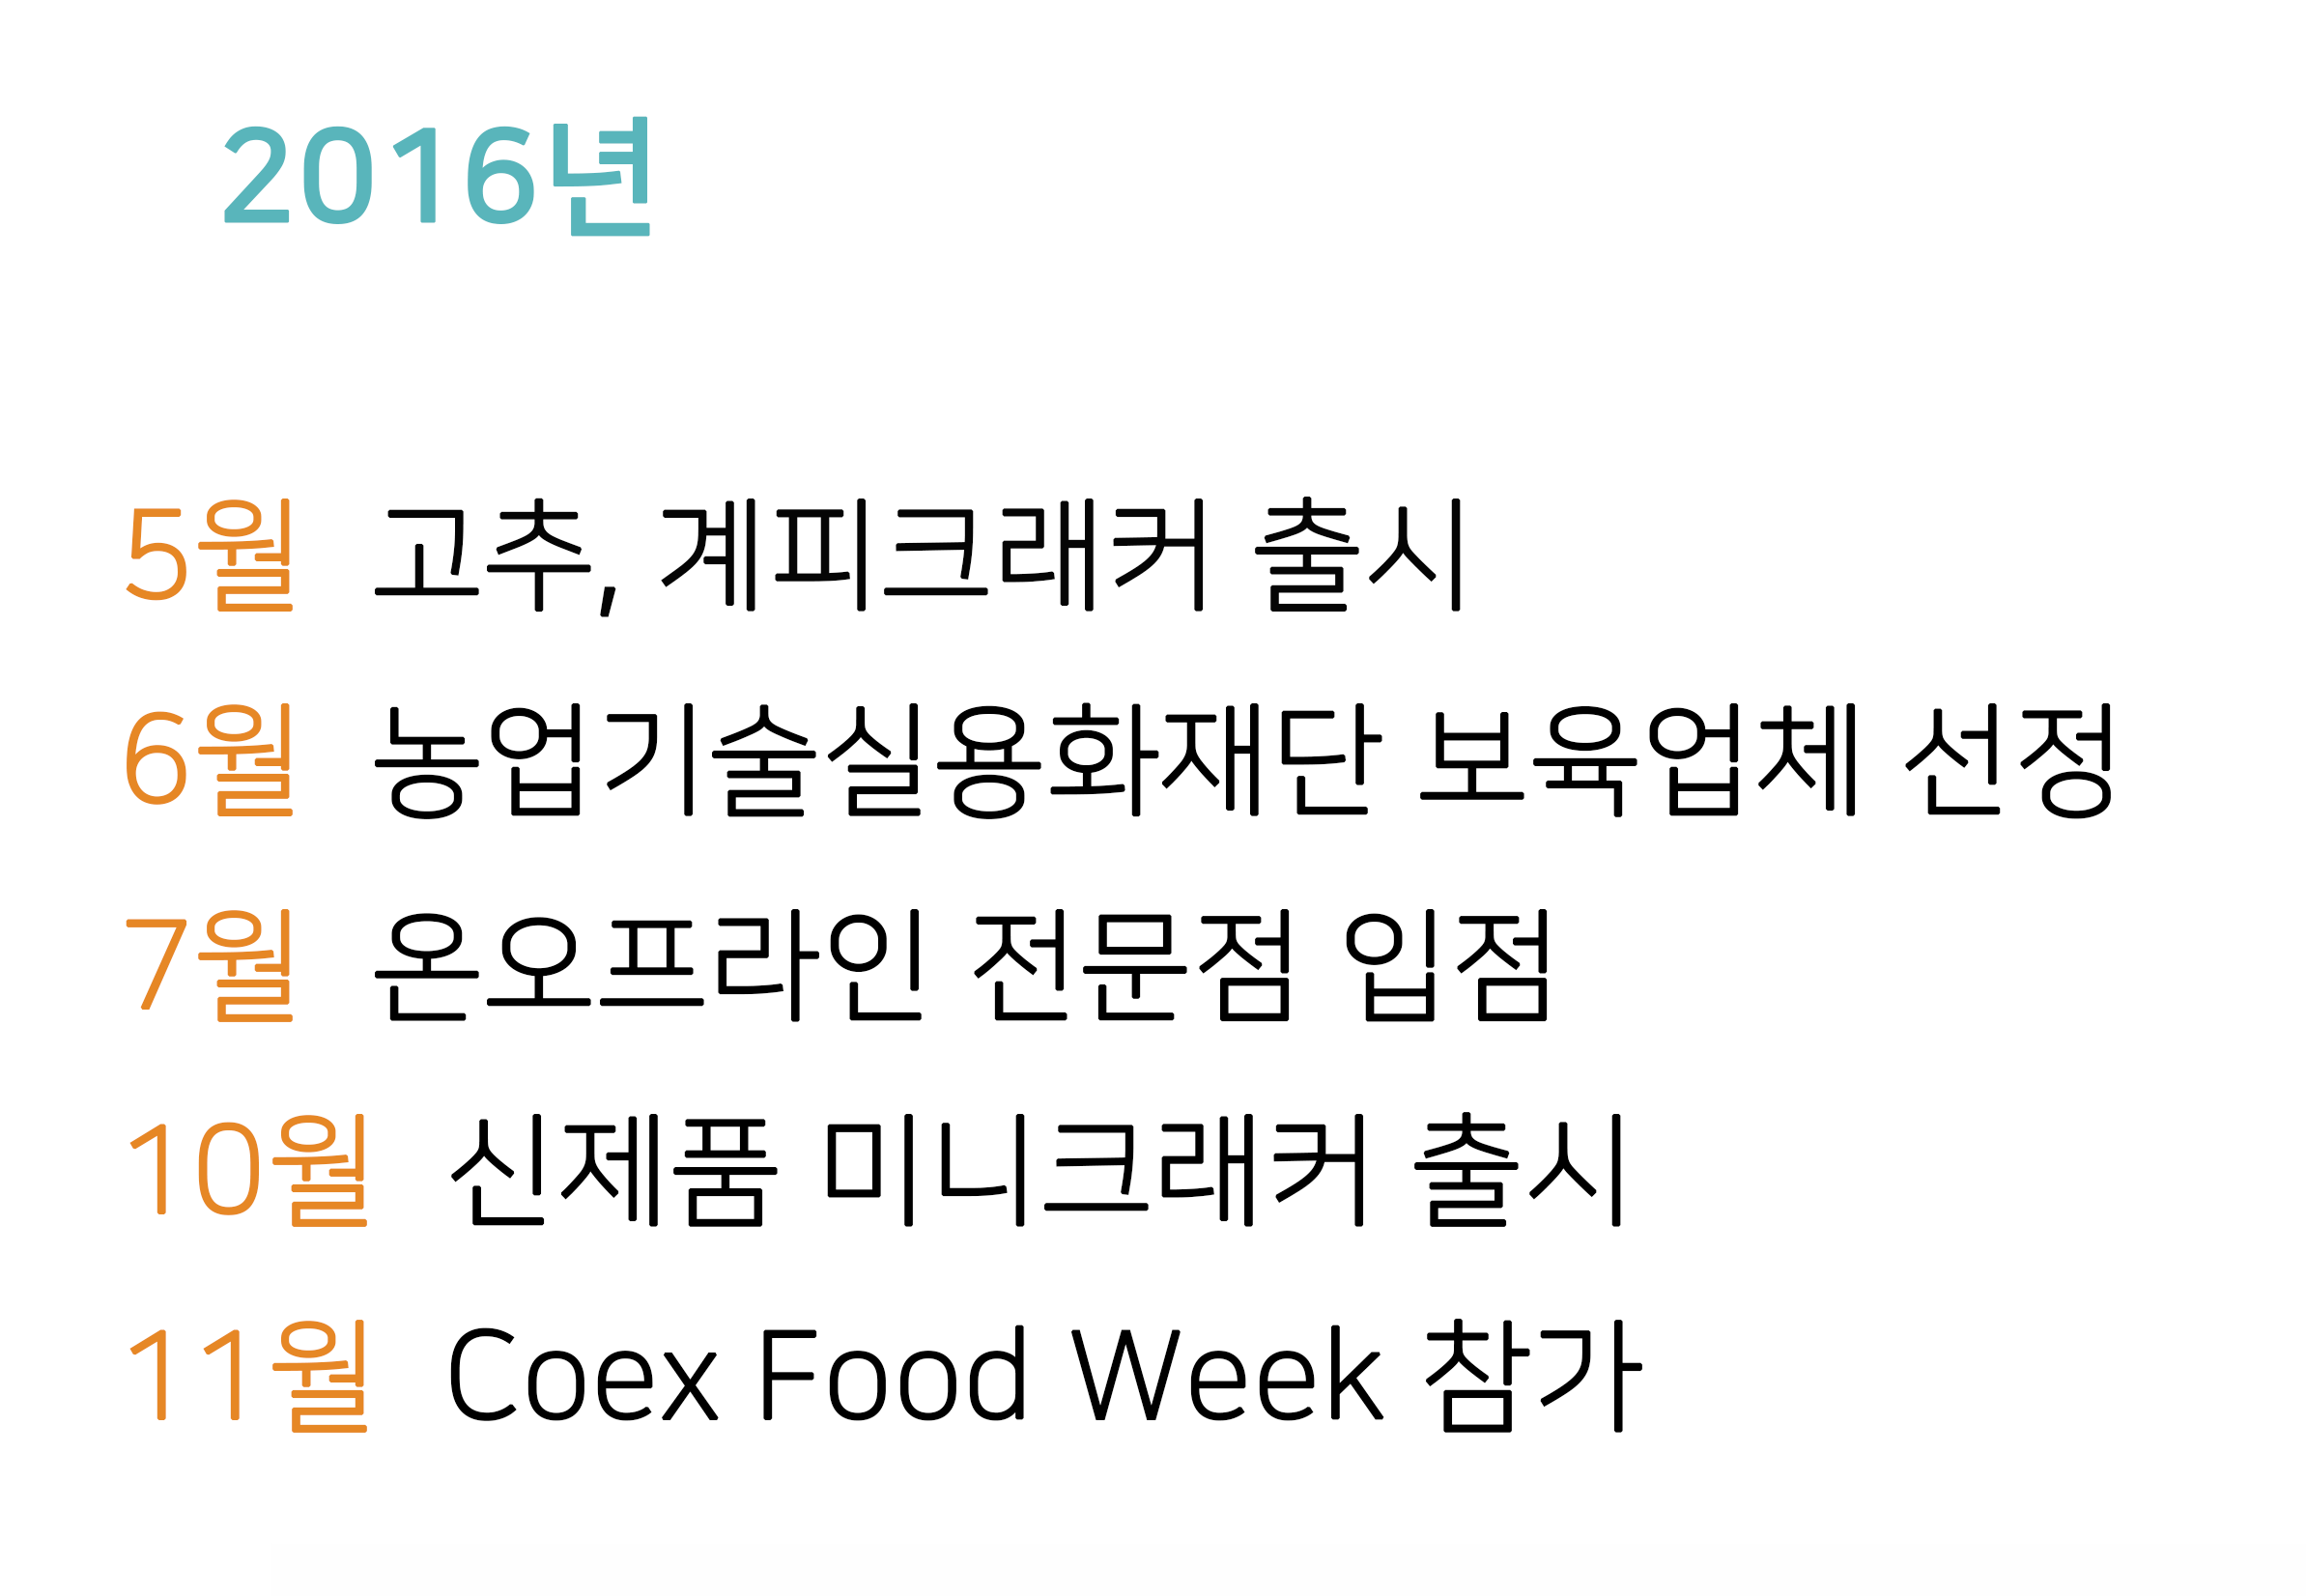 2016년
5월 고추, 계피크래커 출시
6월 농업기술실용화재단 보육업체 선정
7월 온오프라인 전문점 입점
10월 신제품 미니크래커 출시
11월 Coex Food Week 참가